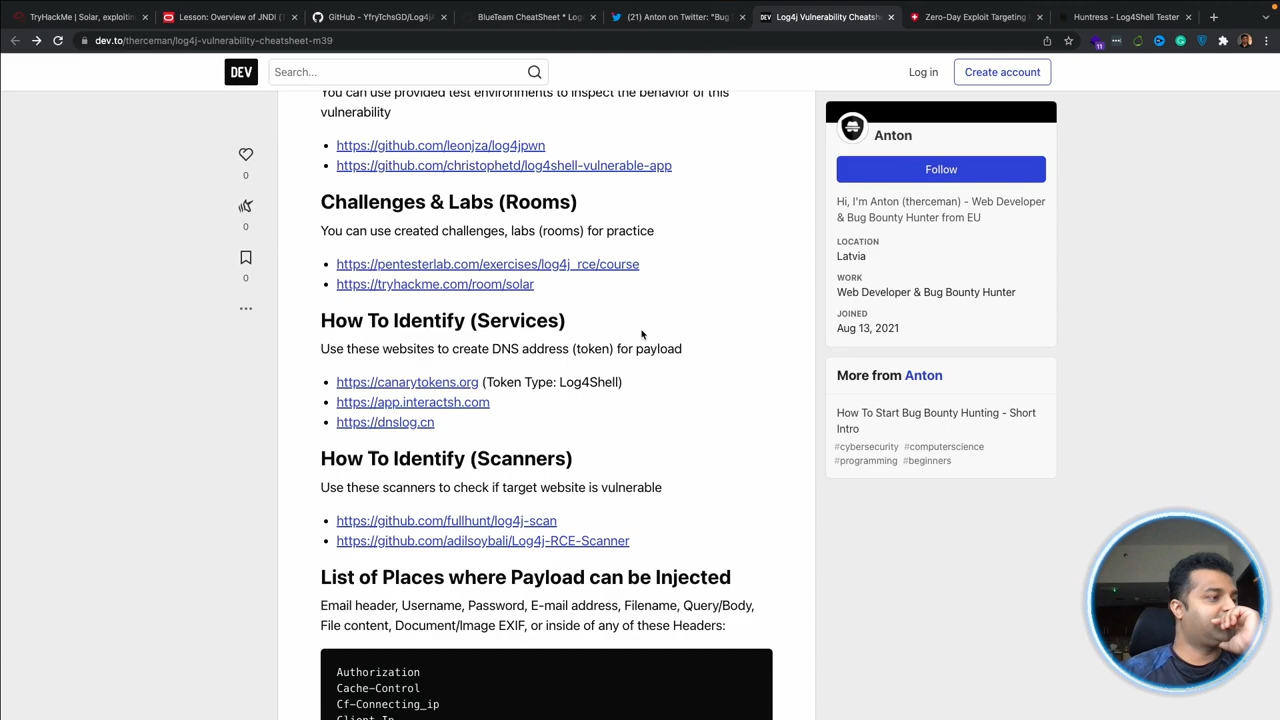 TryHackMe | Solar, exploiting
Lesson: Overview of JNDI (T
GitHub - YfryTchsGD/Log4jA
BlueTeam CheatSheet * Log
(21) Anton on Twitter: "Bug
Log4j Vulnerability Cheatsh
Zero-Day Exploit Targeting
Huntress - Log4Shell Tester
dev.to/therceman/log4j-vulnerability-cheatsheet-m39
11
DEV
Search...
Log in
Create account
You can use provided test environments to inspect the behavior of this
vulnerability
https://github.com/leonjza/log4jpwn
https://github.com/christophetd/log4shell-vulnerable-app
Challenges & Labs (Rooms)
You can use created challenges, labs (rooms) for practice
https://pentesterlab.com/exercises/log4j_rce/course
https://tryhackme.com/room/solar
How To Identify (Services)
Use these websites to create DNS address (token) for payload
https://canarytokens.org (Token Type: Log4Shell)
https://app.interactsh.com
https://dnslog.cn
How To Identify (Scanners)
Use these scanners to check if target website is vulnerable
https://github.com/fullhunt/log4j-scan
https://github.com/adilsoybali/Log4j-RCE-Scanner
List of Places where Payload can be Injected
Email header, Username, Password, E-mail address, Filename, Query/Body,
File content, Document/Image EXIF, or inside of any of these Headers:
Authorization
Cache-Control
Cf-Connecting_ip
Client-Ip
0
0
0
Anton
Follow
Hi, I'm Anton (therceman) - Web Developer
& Bug Bounty Hunter from EU
LOCATION
Latvia
WORK
Web Developer & Bug Bounty Hunter
JOINED
Aug 13, 2021
More from Anton
How To Start Bug Bounty Hunting - Short
Intro
#cybersecurity #computerscience
#programming #beginners